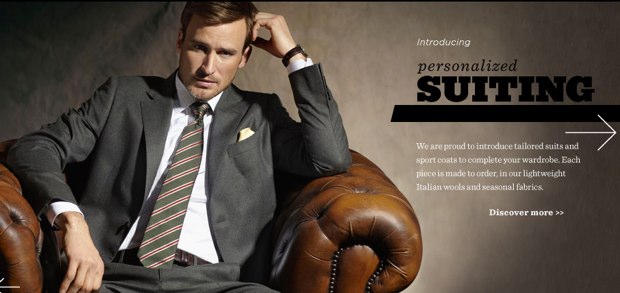 Introducing
personalized
SUITING
We are proud to introduce tailored suits and
sport coats to complete your wardrobe. Each
piece is made to order, in our lightweight
Italian wools and seasonal fabrics.
Discover more >>